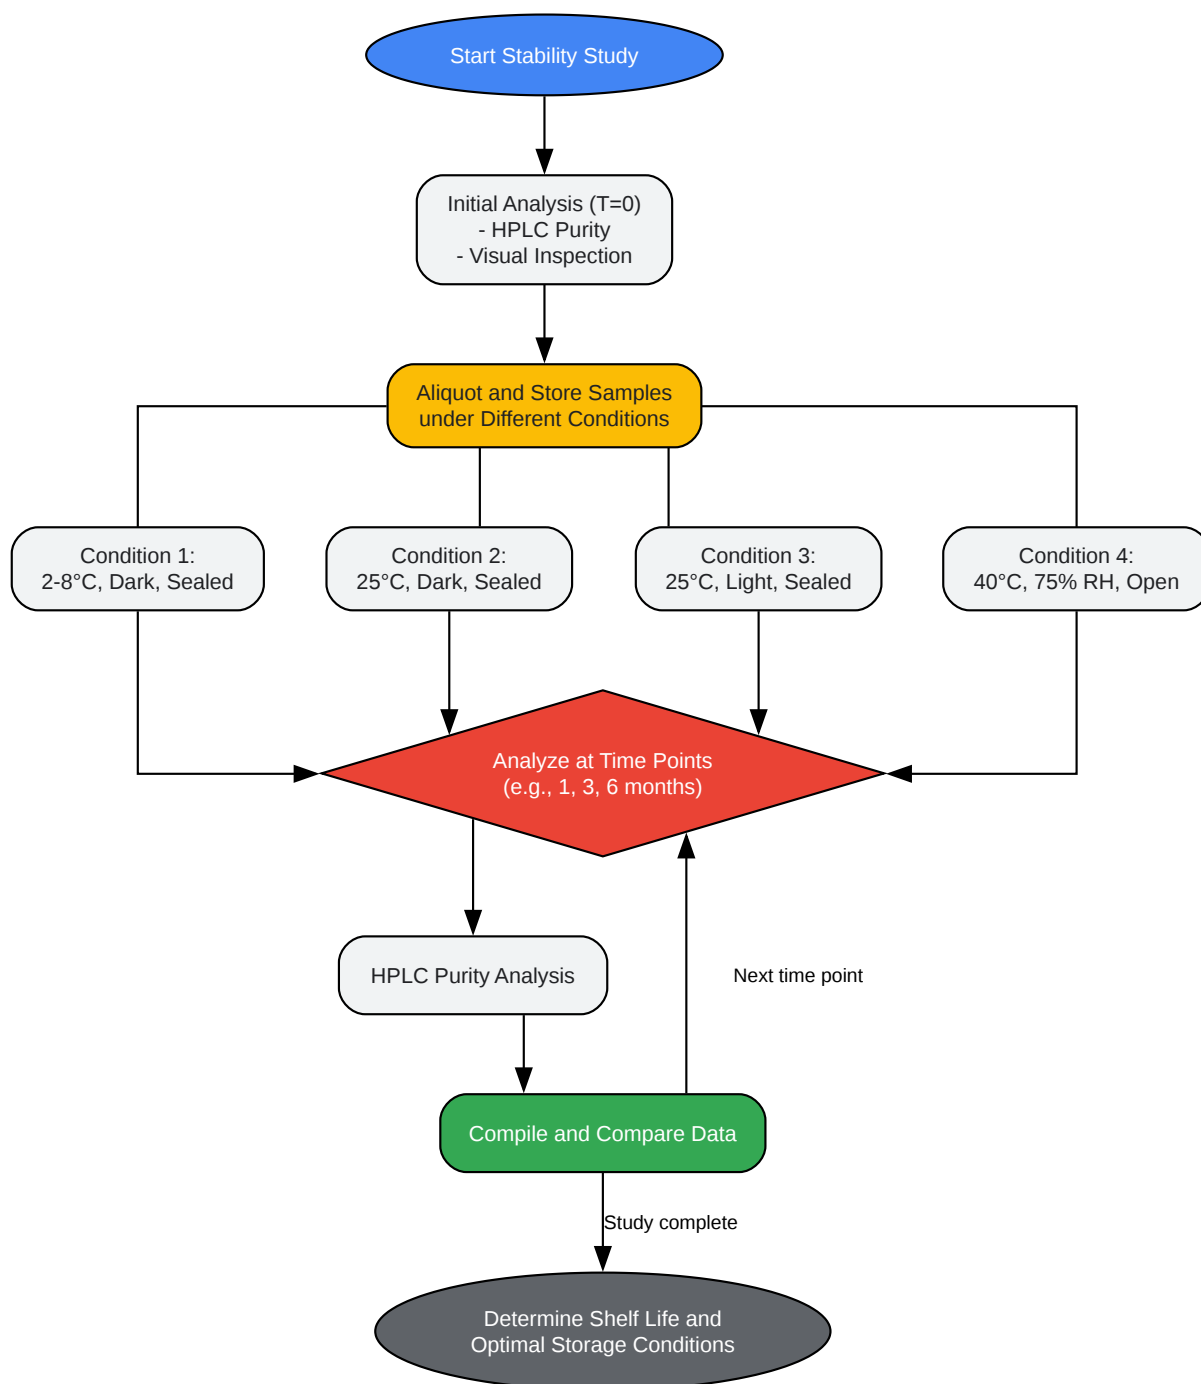 Start Stability Study
Initial Analysis (T=0)
- HPLC Purity
- Visual Inspection
Aliquot and Store Samples
under Different Conditions
Condition 1:
2-8°C, Dark, Sealed
Condition 2:
25°C, Dark, Sealed
Condition 3:
25°C, Light, Sealed
Condition 4:
40°C, 75% RH, Open
Analyze at Time Points
(e.g., 1, 3, 6 months)
HPLC Purity Analysis
Next time point
Compile and Compare Data
Study complete
Determine Shelf Life and
Optimal Storage Conditions